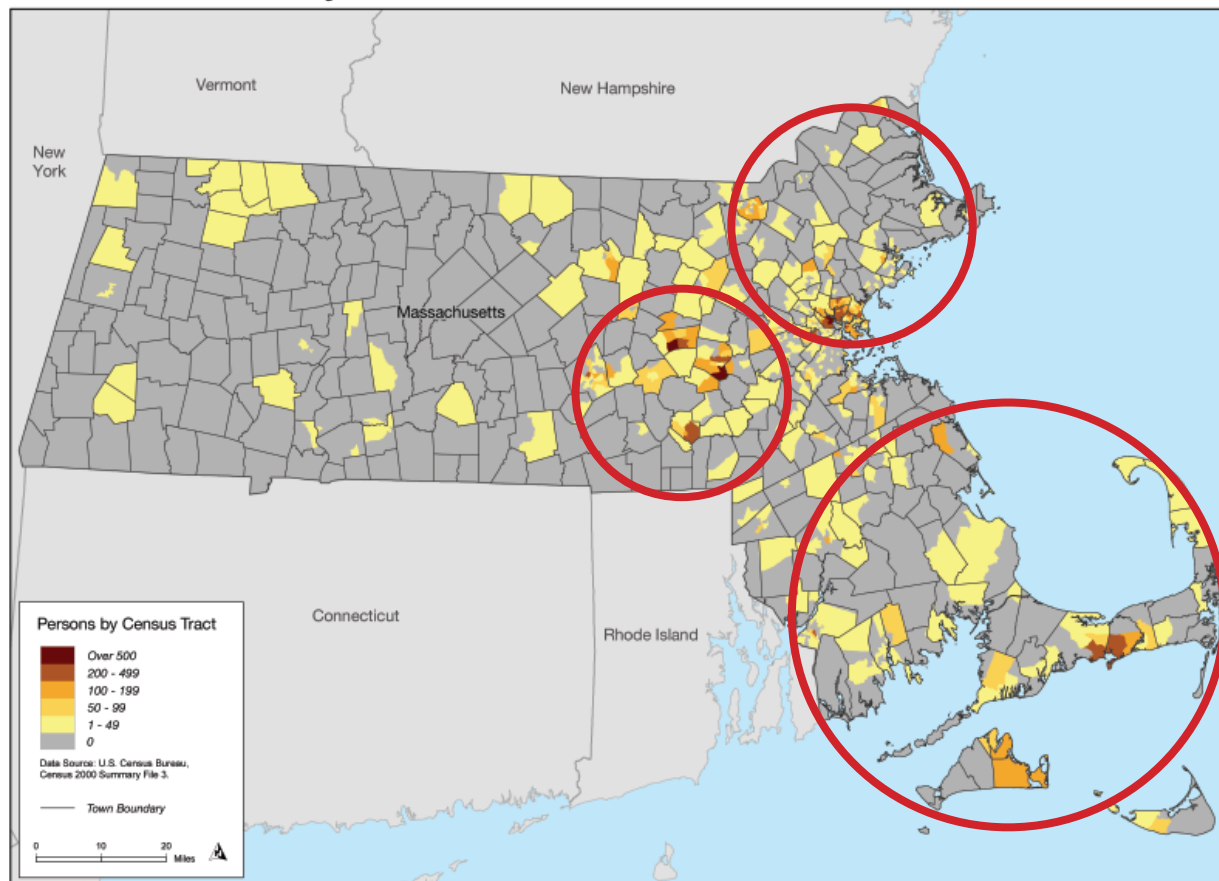 Vermont
New Hampshire
New
York
Massachusetts
Connecticut
Rhode Island
Persons by Census Tract
Over 500
200 - 499
100 - 199
50 - 99
1 - 49
0
Data Source: U.S. Census Bureau,
Census 2000 Summary File 3.
Town Boundary
0 10 20
Miles